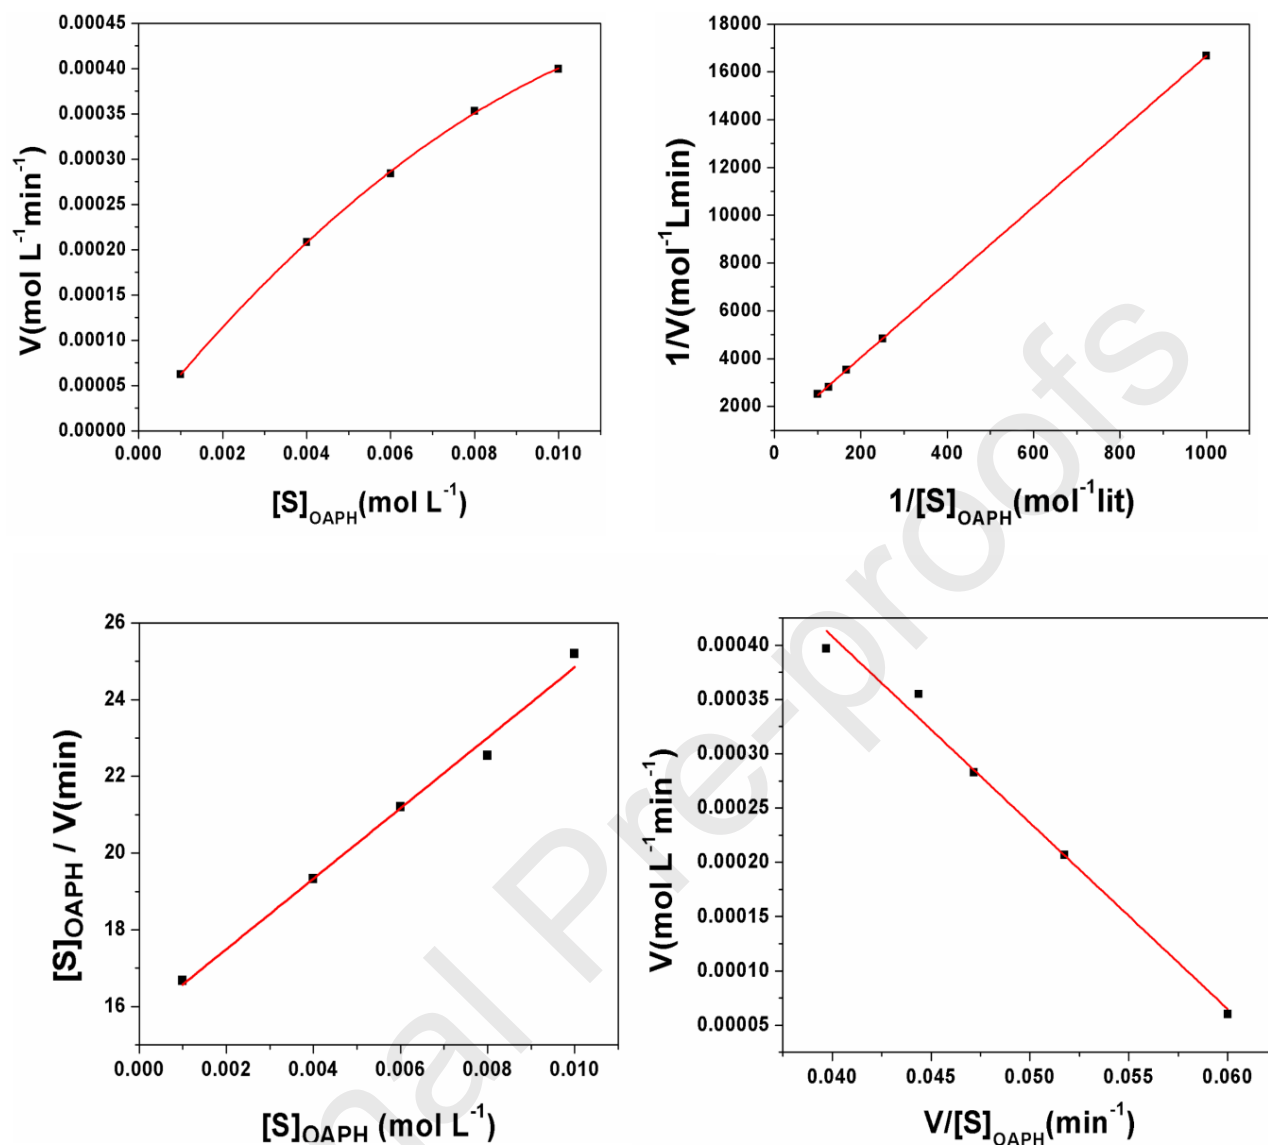 0.00045
0.00040
0.00035
0.00030
0.00025
0.00020
0.00015
0.00010
0.00005
0.00000
V(mol L⁻¹min⁻¹)
0.000 0.002 0.004 0.006 0.008 0.010
[S]OAPH(mol L⁻¹)
18000
16000
14000
12000
10000
8000
6000
4000
2000
1/V(mol⁻¹Lmin)
0 200 400 600 800 1000
1/[S]OAPH(mol⁻¹lit)
26
24
22
20
18
16
[S]OAPH / V(min)
0.000 0.002 0.004 0.006 0.008 0.010
[S]OAPH (mol L⁻¹)
0.00040
0.00035
0.00030
0.00025
0.00020
0.00015
0.00010
0.00005
V(mol L⁻¹min⁻¹)
0.040 0.045 0.050 0.055 0.060
V/[S]OAPH(min⁻¹)
nal Pre-proofs